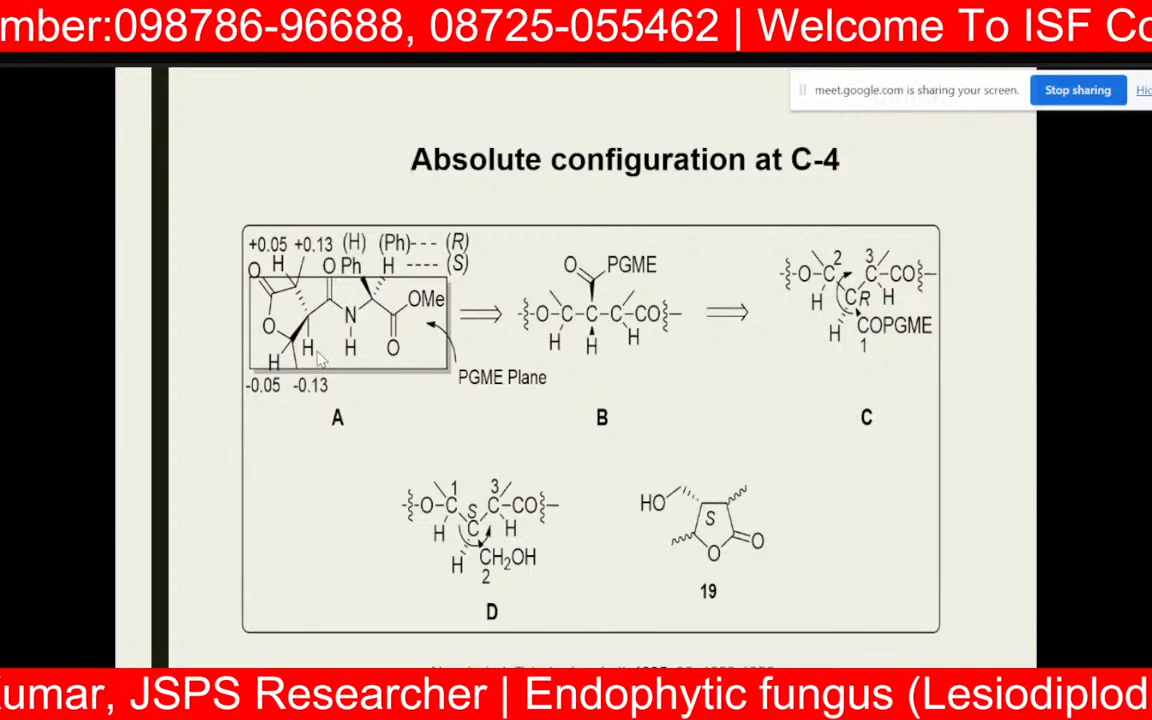 mber:098786-96688, 08725-055462 | Welcome To ISF Co
meet.google.com is sharing your screen.
Stop sharing
Hic
Absolute configuration at C-4
+0.05 +0.13 (H) (Ph)--- (R)
H O Ph H ---- (S)
O
OMe
O N
H H O
H
-0.05 -0.13
PGME Plane
A
O PGME
O-C-C-C-CO
H H H
B
2 3
O-C C-CO
H C R H
H COPGME
1
C
1 3
O-C S C-CO
H C H
H CH₂OH
2
D
HO
S
O
O
19
Kumar, JSPS Researcher | Endophytic fungus (Lesiodiplod